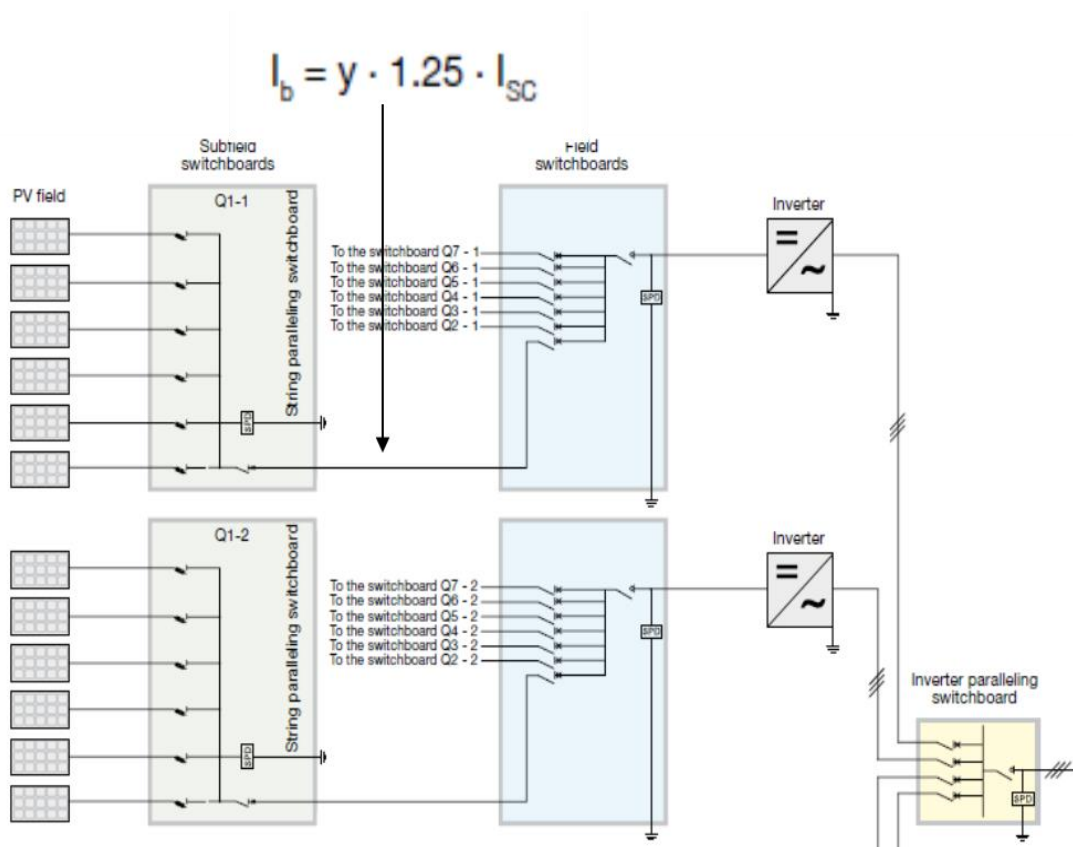 I_b = y · 1.25 · I_SC
Subfield
switchboards
Field
switchboards
PV field
Q1-1
String paralleling switchboard
SPD
To the switchboard Q7 - 1
To the switchboard Q6 - 1
To the switchboard Q5 - 1
To the switchboard Q4 - 1
To the switchboard Q3 - 1
To the switchboard Q2 - 1
SPD
Inverter
=
~
Q1-2
String paralleling switchboard
SPD
To the switchboard Q7 - 2
To the switchboard Q6 - 2
To the switchboard Q5 - 2
To the switchboard Q4 - 2
To the switchboard Q3 - 2
To the switchboard Q2 - 2
SPD
Inverter
=
~
Inverter paralleling
switchboard
SPD